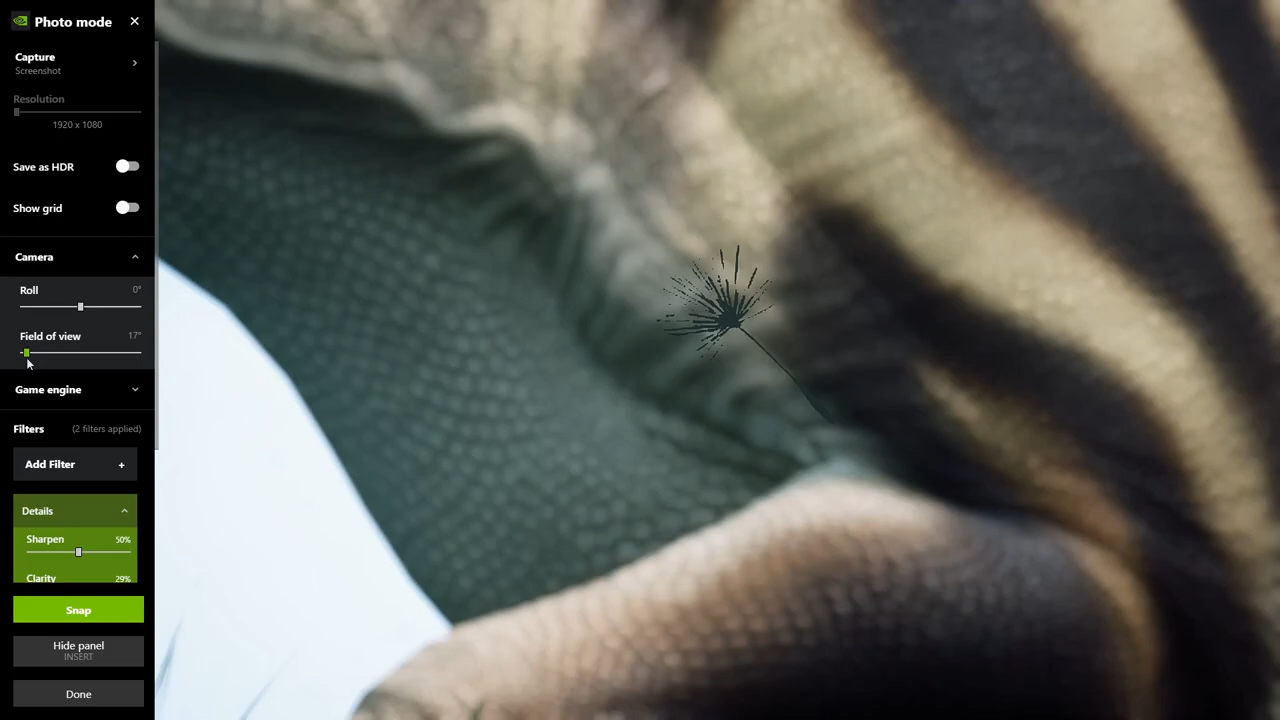 Photo mode
Capture
Screenshot
Resolution
1920 x 1080
Save as HDR
Show grid
Camera
Roll 0°
Field of view 17°
Game engine
Filters (2 filters applied)
Add Filter +
Details
Sharpen 50%
Clarity 29%
Snap
Hide panel
INSERT
Done